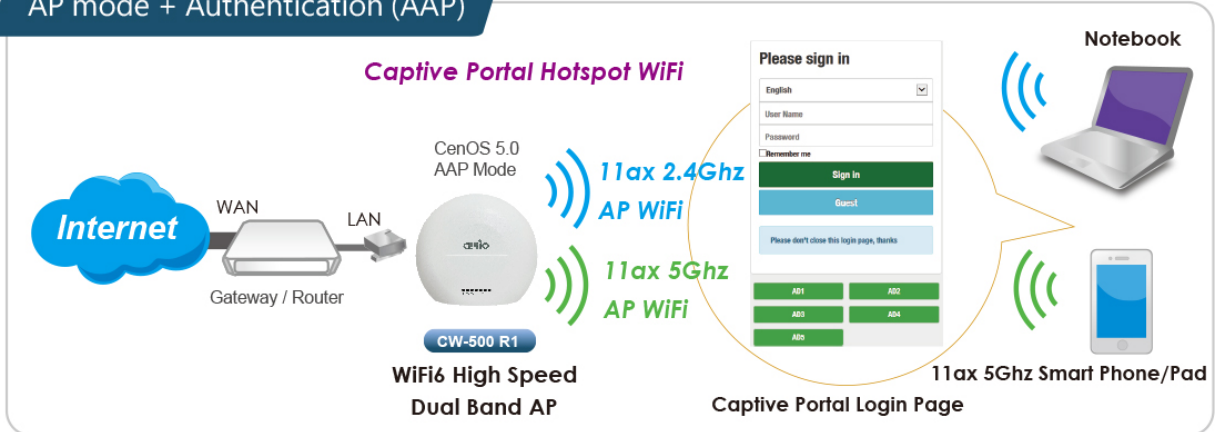 AP mode + Authentication (AAP)
Captive Portal Hotspot WiFi
Notebook
Please sign in
English
User Name
Password
Remember me
Sign in
Guest
Please don't close this login page, thanks
AD1
AD2
AD3
AD4
AD5
CenOS 5.0
AAP Mode
11ax 2.4Ghz
AP WiFi
Internet
WAN
LAN
Gateway / Router
11ax 5Ghz
AP WiFi
CW-500 R1
WiFi6 High Speed
Dual Band AP
Captive Portal Login Page
11ax 5Ghz Smart Phone/Pad